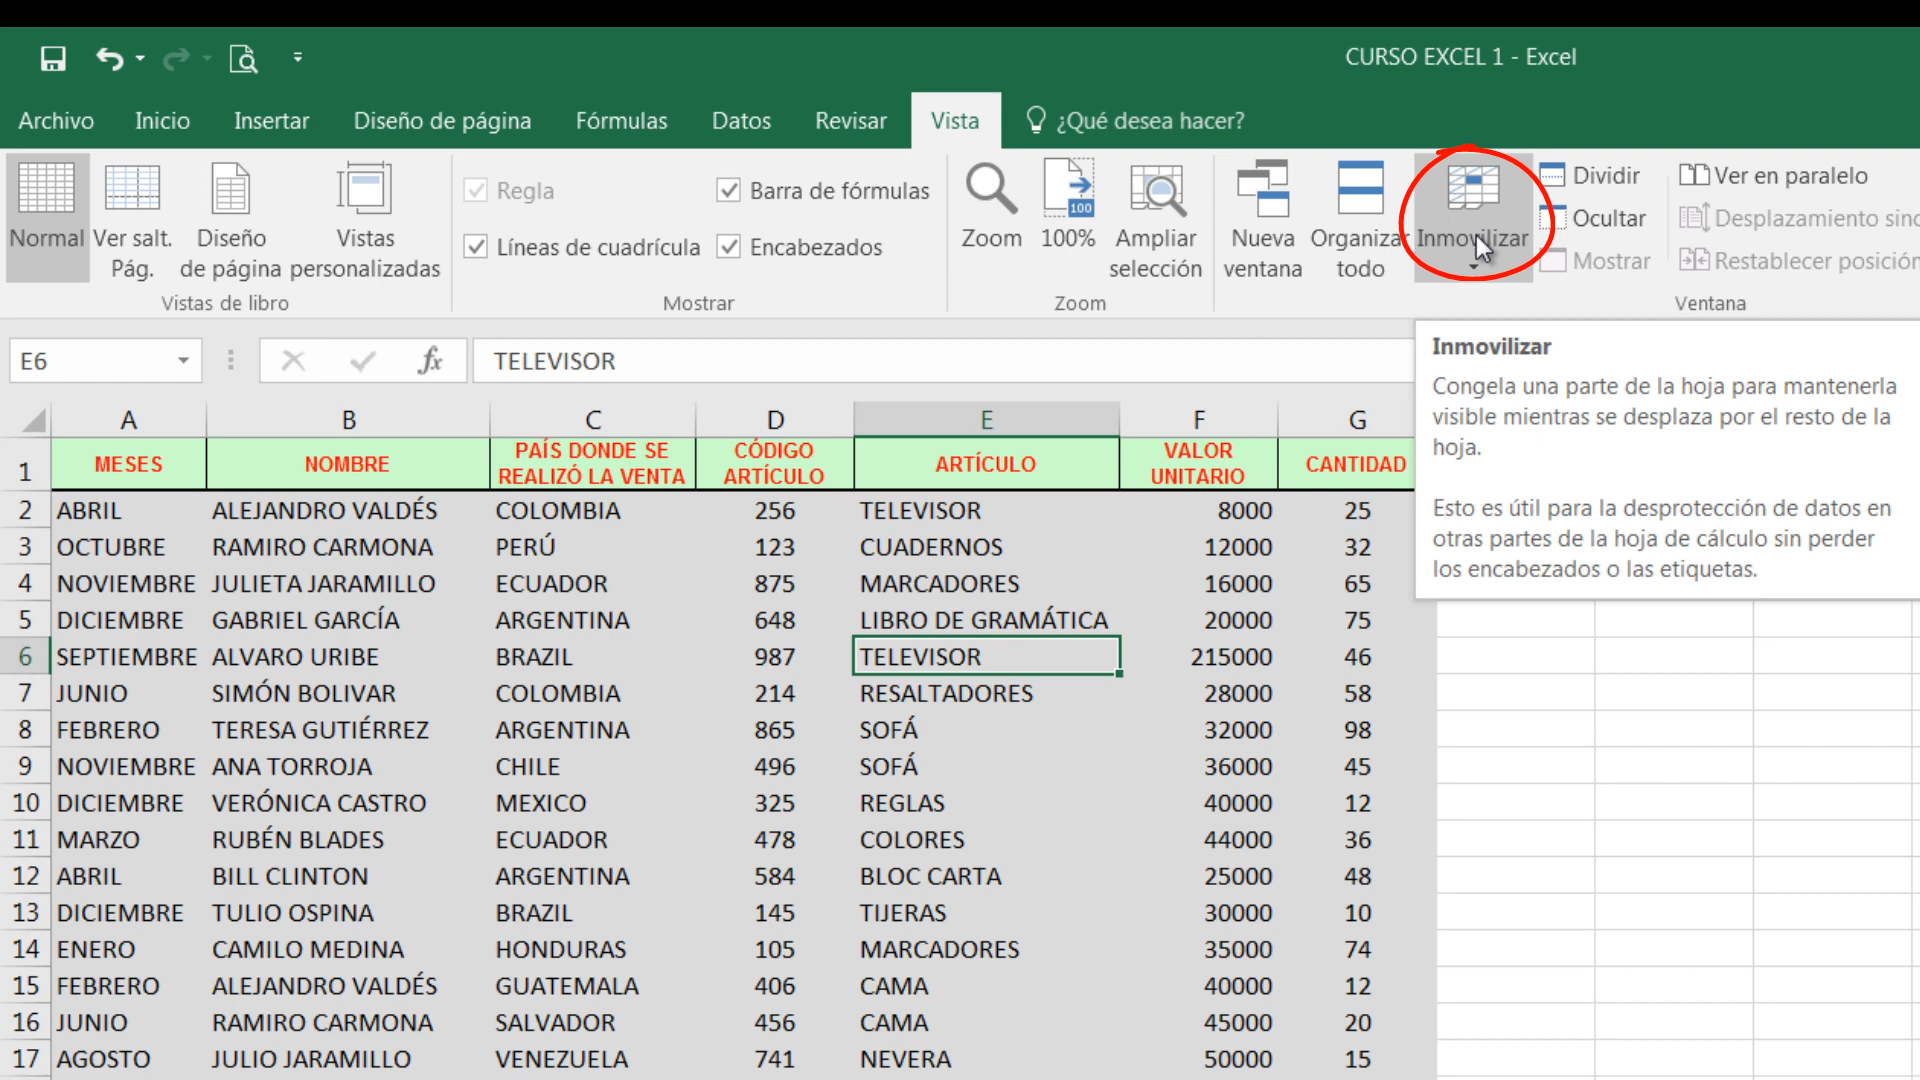 CURSO EXCEL 1 - Excel
Archivo Inicio Insertar Diseño de página Fórmulas Datos Revisar Vista ¿Qué desea hacer?
Normal
Ver salt.
Pág.
Diseño
de página
Vistas
personalizadas
Vistas de libro
Regla
Barra de fórmulas
Líneas de cuadrícula
Encabezados
Mostrar
Zoom
100
100%
Ampliar
selección
Zoom
Nueva
ventana
Organizar
todo
Inmovilizar
Dividir
Ocultar
Mostrar
Ver en paralelo
Desplazamiento sinc
Restablecer posición
Ventana
E6 fx TELEVISOR
Inmovilizar
Congela una parte de la hoja para mantenerla
visible mientras se desplaza por el resto de la
hoja.
Esto es útil para la desprotección de datos en
otras partes de la hoja de cálculo sin perder
los encabezados o las etiquetas.
A B C D E F G
1 MESES NOMBRE PAÍS DONDE SE REALIZÓ LA VENTA CÓDIGO ARTÍCULO ARTÍCULO VALOR UNITARIO CANTIDAD
2 ABRIL ALEJANDRO VALDÉS COLOMBIA 256 TELEVISOR 8000 25
3 OCTUBRE RAMIRO CARMONA PERÚ 123 CUADERNOS 12000 32
4 NOVIEMBRE JULIETA JARAMILLO ECUADOR 875 MARCADORES 16000 65
5 DICIEMBRE GABRIEL GARCÍA ARGENTINA 648 LIBRO DE GRAMÁTICA 20000 75
6 SEPTIEMBRE ALVARO URIBE BRAZIL 987 TELEVISOR 215000 46
7 JUNIO SIMÓN BOLIVAR COLOMBIA 214 RESALTADORES 28000 58
8 FEBRERO TERESA GUTIÉRREZ ARGENTINA 865 SOFÁ 32000 98
9 NOVIEMBRE ANA TORROJA CHILE 496 SOFÁ 36000 45
10 DICIEMBRE VERÓNICA CASTRO MEXICO 325 REGLAS 40000 12
11 MARZO RUBÉN BLADES ECUADOR 478 COLORES 44000 36
12 ABRIL BILL CLINTON ARGENTINA 584 BLOC CARTA 25000 48
13 DICIEMBRE TULIO OSPINA BRAZIL 145 TIJERAS 30000 10
14 ENERO CAMILO MEDINA HONDURAS 105 MARCADORES 35000 74
15 FEBRERO ALEJANDRO VALDÉS GUATEMALA 406 CAMA 40000 12
16 JUNIO RAMIRO CARMONA SALVADOR 456 CAMA 45000 20
17 AGOSTO JULIO JARAMILLO VENEZUELA 741 NEVERA 50000 15